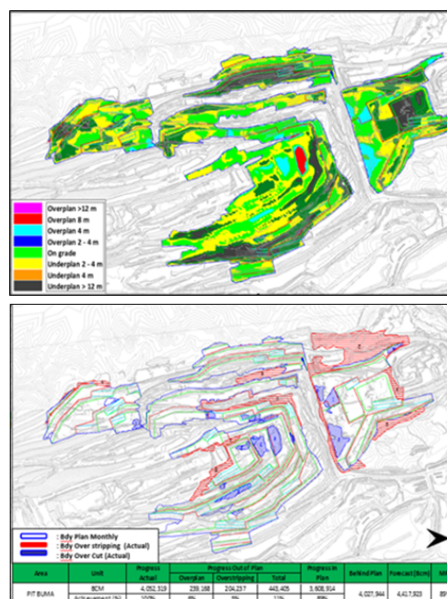 Overplan >12 m
Overplan 8 m
Overplan 4 m
Overplan 2 - 4 m
On grade
Underplan 2 - 4 m
Underplan 4 m
Underplan > 12 m
: Bdy Plan Monthly
: Bdy Over stripping (Actual)
: Bdy Over Cut (Actual)
Area Unit Progress Actual Progress Out of Plan Progress in Plan Behind Plan Forecast(Bcm)
Overplan Overstripping Total
PIT BUMA BCM 4,052,319 239,168 204,237 443,405 3,608,914 4,027,944 4,417,923